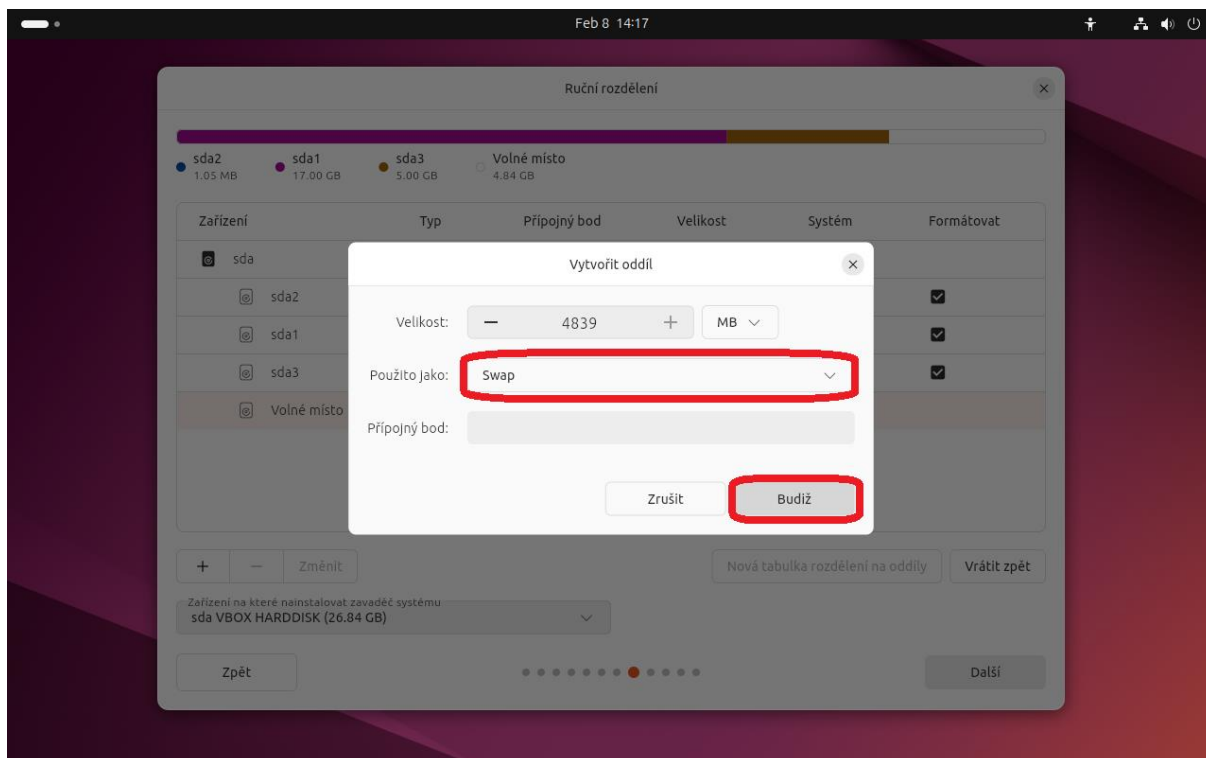 Feb 8 14:17
Ruční rozdělení
sda2 sda1 sda3 Volné místo
1.05 MB 17.00 GB 5.00 GB 4.84 GB
Zařízení Typ Přípojný bod Velikost Systém Formátovat
sda
Vytvořit oddíl
sda2
Velikost: 4839 MB
sda1
sda3
Použito jako: Swap
Volné místo
Přípojný bod:
Zrušit Budiž
+ − Změnit Nová tabulka rozdělení na oddíly Vrátit zpět
Zařízení na které nainstalovat zavaděč systému
sda VBOX HARDDISK (26.84 GB)
Zpět Další